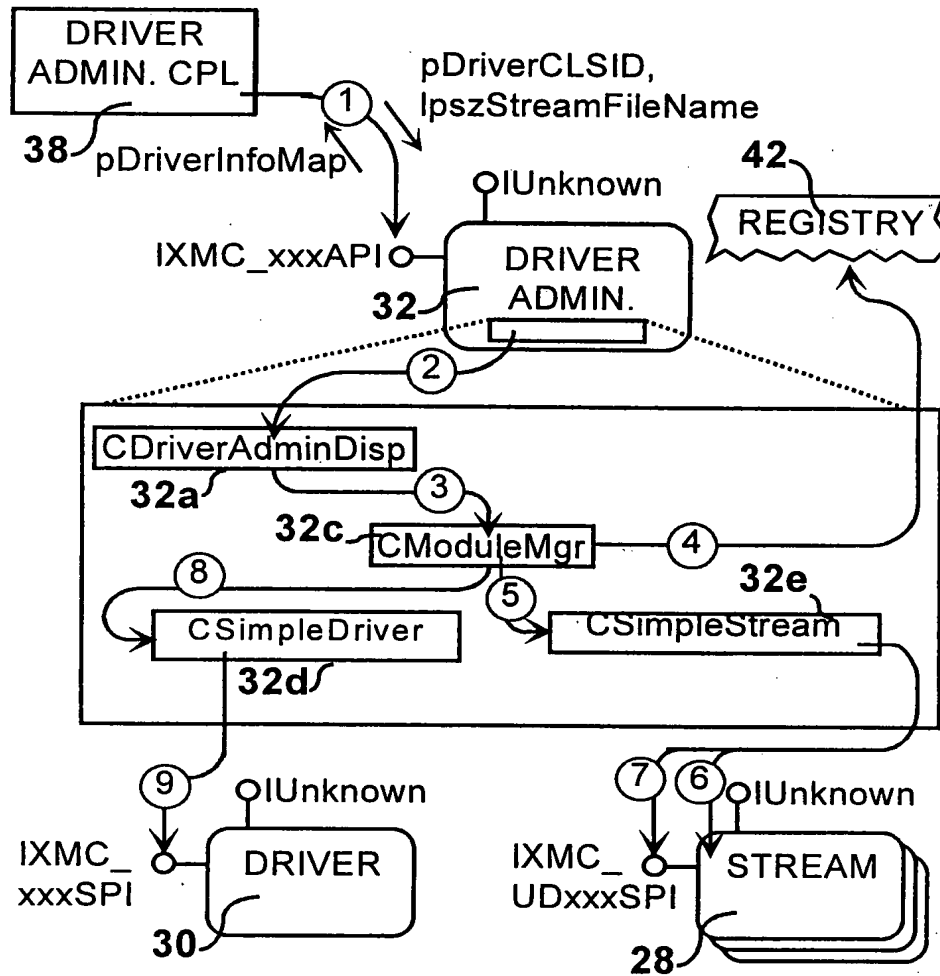 DRIVER
ADMIN. CPL
38
1
pDriverCLSID,
lpszStreamFileName
pDriverInfoMap
42
REGISTRY
IUnknown
IXMC_xxxAPI
DRIVER
ADMIN.
32
2
CDriverAdminDisp
32a
3
32c
CModuleMgr
4
8
5
32e
CSimpleDriver
CSimpleStream
32d
9
7
6
IUnknown
IUnknown
IXMC_
xxxSPI
DRIVER
30
IXMC_
UDxxxSPI
STREAM
28